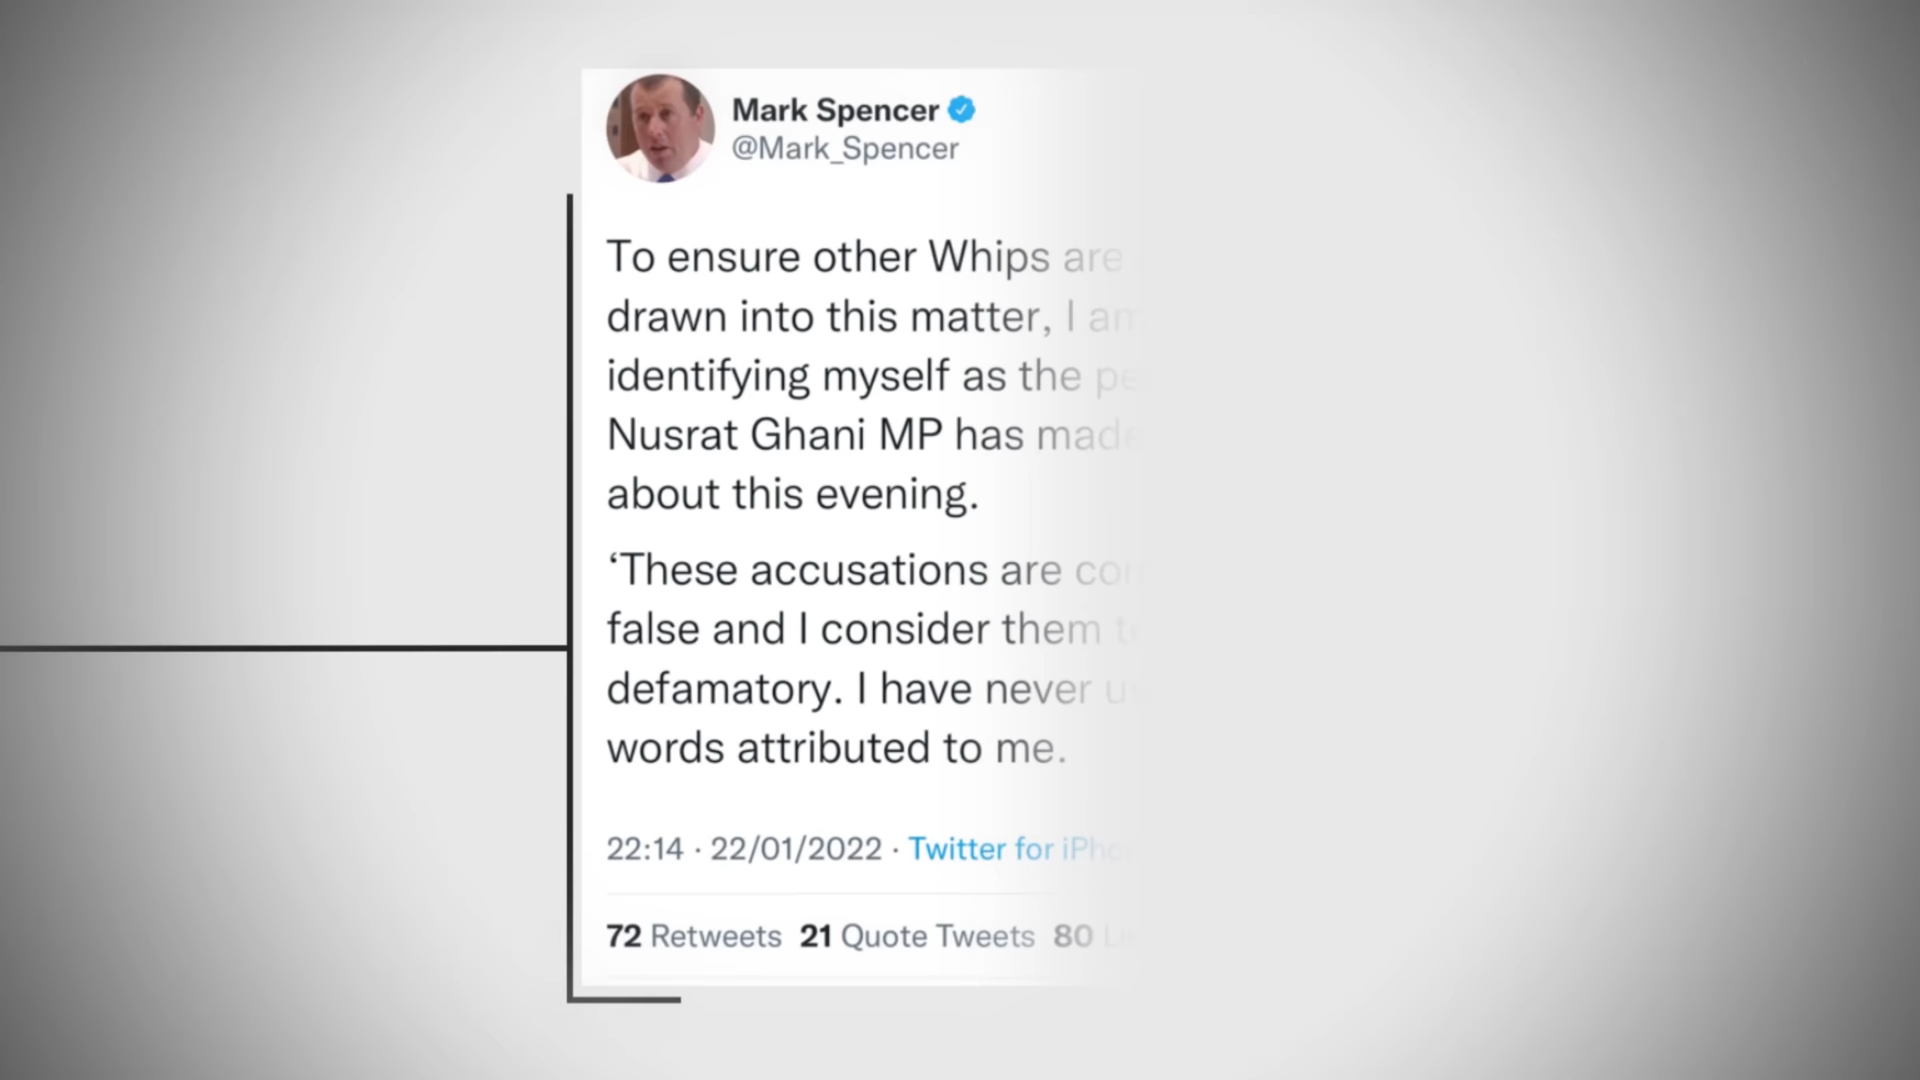 Mark Spencer
@Mark_Spencer
To ensure other Whips are
drawn into this matter, I am
identifying myself as the
Nusrat Ghani MP has made
about this evening.
‘These accusations are
false and I consider them
defamatory. I have never
words attributed to me.
22:14 · 22/01/2022 · Twitter for
72 Retweets 21 Quote Tweets 80